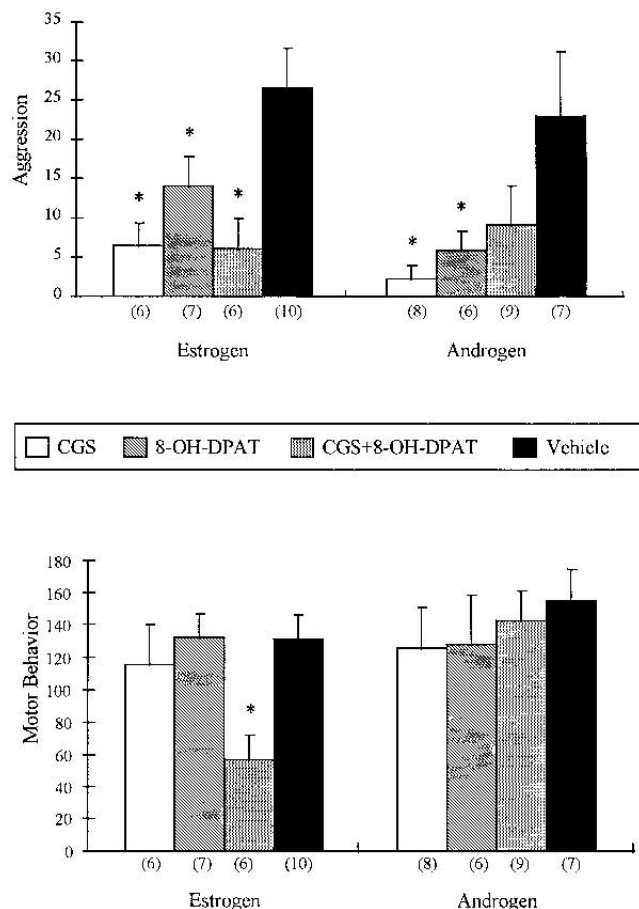 35
30
25
20
15
10
5
0
Aggression
* * * * *
(6) (7) (6) (10) (8) (6) (9) (7)
Estrogen Androgen
CGS 8-OH-DPAT CGS+8-OH-DPAT Vehicle
180
160
140
120
100
80
60
40
20
0
Motor Behavior
*
(6) (7) (6) (10) (8) (6) (9) (7)
Estrogen Androgen